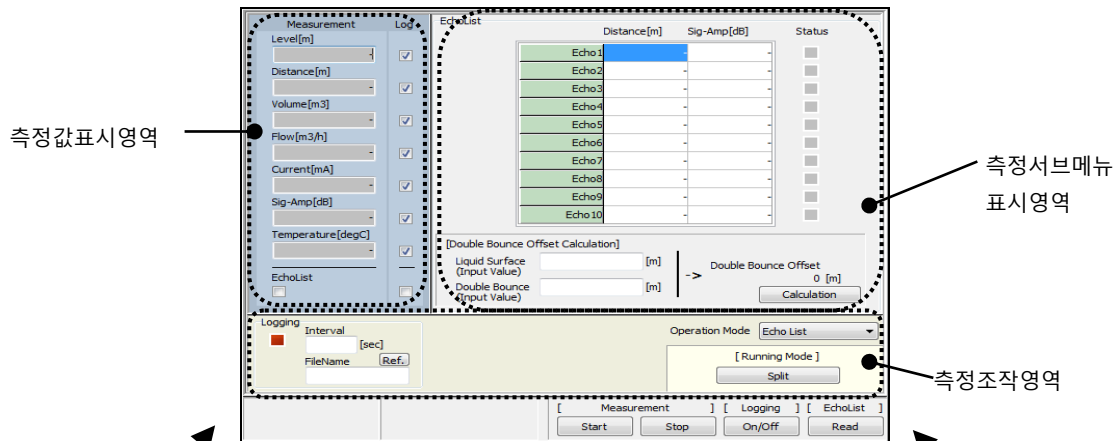 측정값표시영역
Measurement Log
Level[m]
-
Distance[m]
-
Volume[m3]
-
Flow[m3/h]
-
Current[mA]
-
Sig-Amp[dB]
-
Temperature[degC]
-
EchoList
EchoList
Distance[m] Sig-Amp[dB] Status
Echo1 - -
Echo2 - -
Echo3 - -
Echo4 - -
Echo5 - -
Echo6 - -
Echo7 - -
Echo8 - -
Echo9 - -
Echo10 - -
[Double Bounce Offset Calculation]
Liquid Surface
(Input Value) [m]
Double Bounce
(Input Value) [m]
-> Double Bounce Offset
0 [m]
Calculation
측정서브메뉴
표시영역
Logging
Interval
[sec]
FileName Ref.
Operation Mode Echo List
[ Running Mode ]
Split
측정조작영역
[ Measurement ] [ Logging ] [ EchoList ]
Start Stop On/Off Read